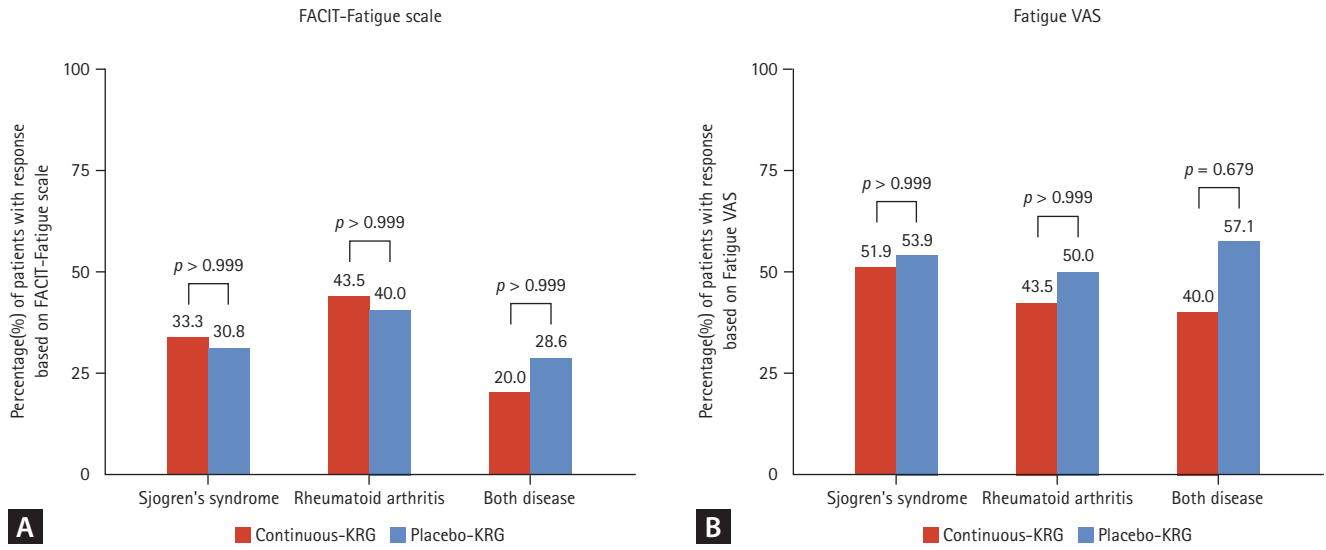 FACIT-Fatigue scale
Percentage(%) of patients with response
based on FACIT-Fatigue scale
100
75
50
25
0
p > 0.999
33.3
30.8
p > 0.999
43.5
40.0
p > 0.999
20.0
28.6
Sjogren's syndrome
Rheumatoid arthritis
Both disease
A
Continuous-KRG
Placebo-KRG
Fatigue VAS
Percentage(%) of patients with response
based on Fatigue VAS
100
75
50
25
0
p > 0.999
51.9
53.9
p > 0.999
43.5
50.0
p = 0.679
40.0
57.1
Sjogren's syndrome
Rheumatoid arthritis
Both disease
B
Continuous-KRG
Placebo-KRG